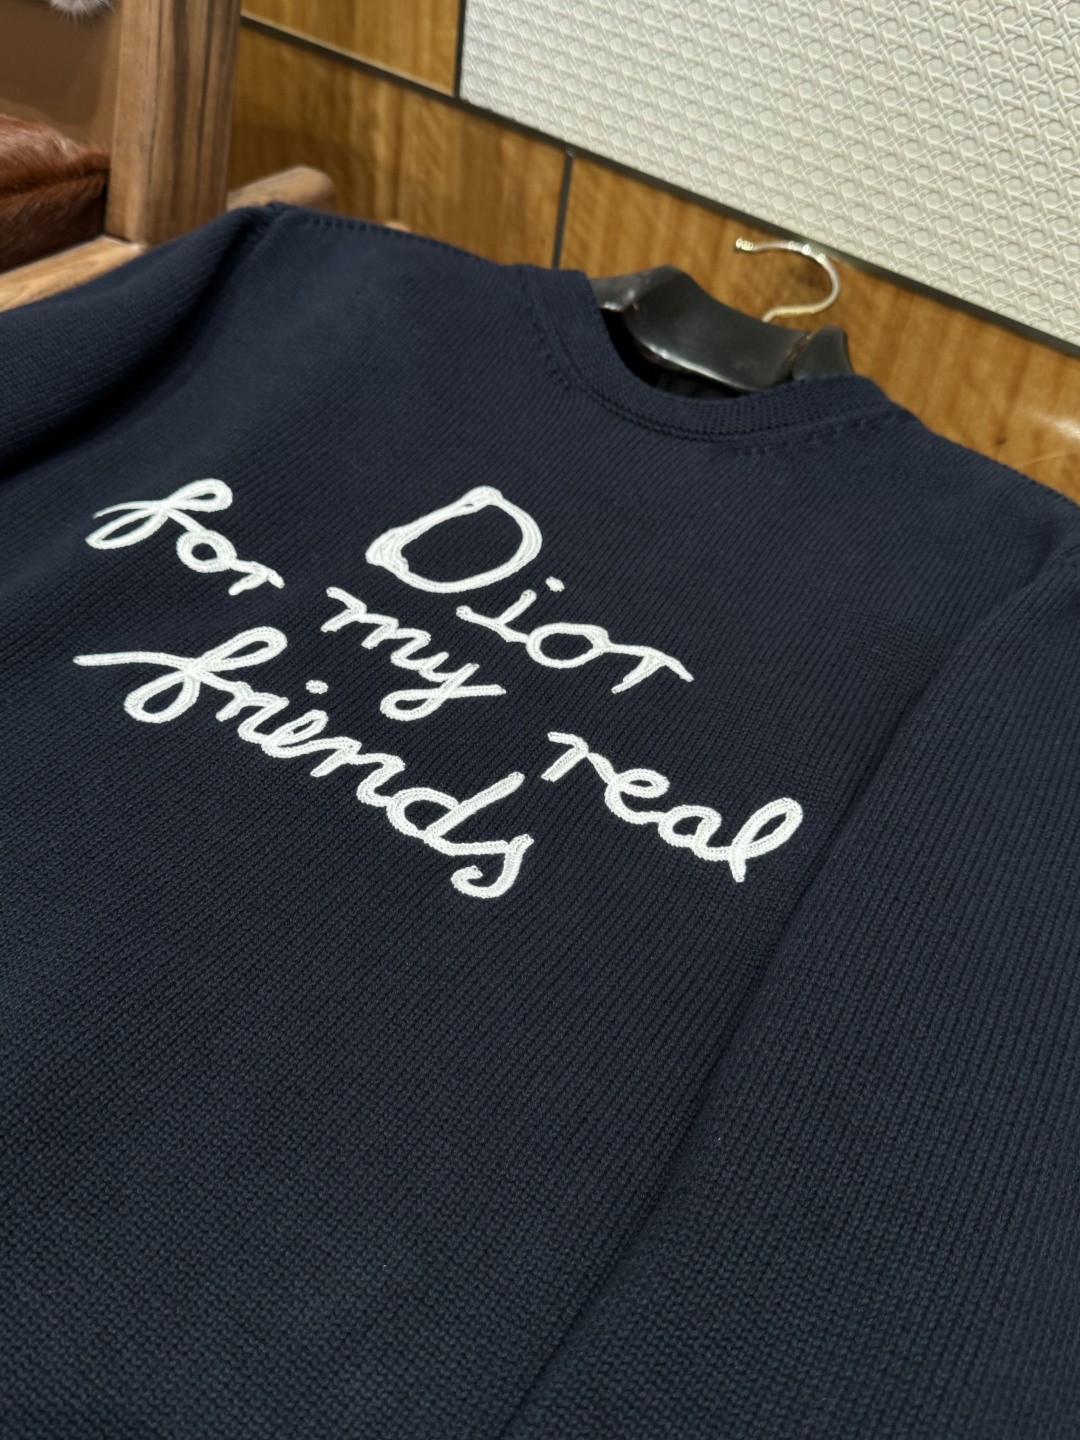 Dior
for my real
friends